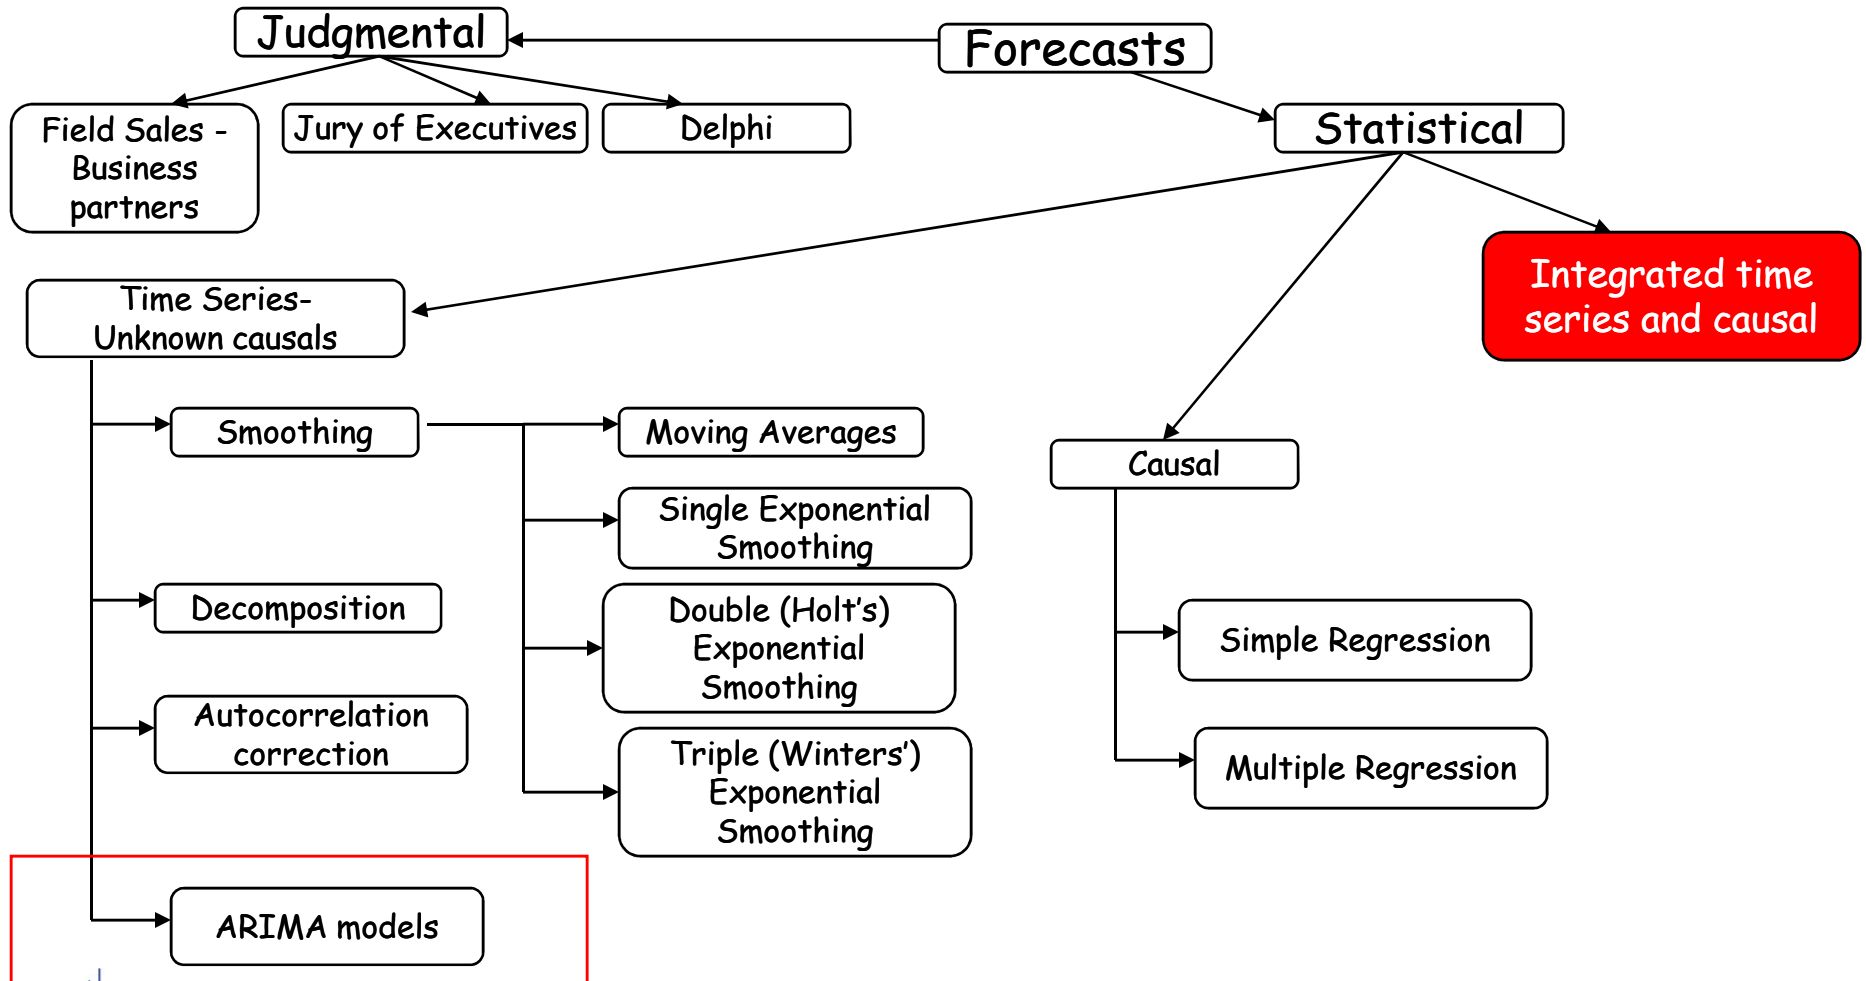 Judgmental
Forecasts
Field Sales -
Business
partners
Jury of Executives
Delphi
Statistical
Time Series-
Unknown causals
Integrated time
series and causal
Smoothing
Moving Averages
Causal
Single Exponential
Smoothing
Decomposition
Double (Holt’s)
Exponential
Smoothing
Simple Regression
Autocorrelation
correction
Triple (Winters’)
Exponential
Smoothing
Multiple Regression
ARIMA models